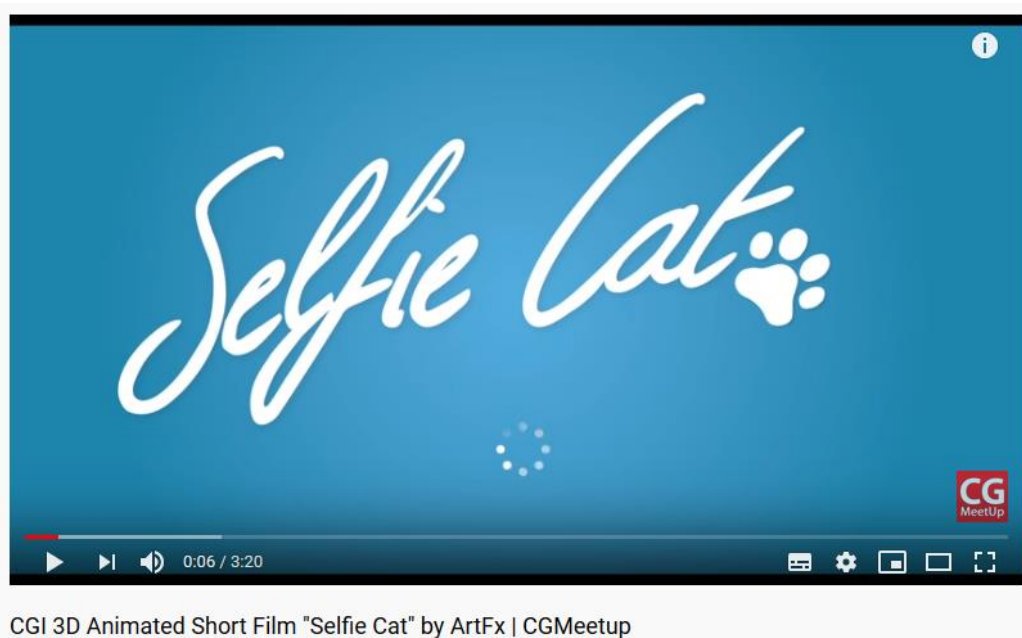 Selfie Cat
CG
MeetUp
0:06 / 3:20
CGI 3D Animated Short Film "Selfie Cat" by ArtFx | CGMeetup